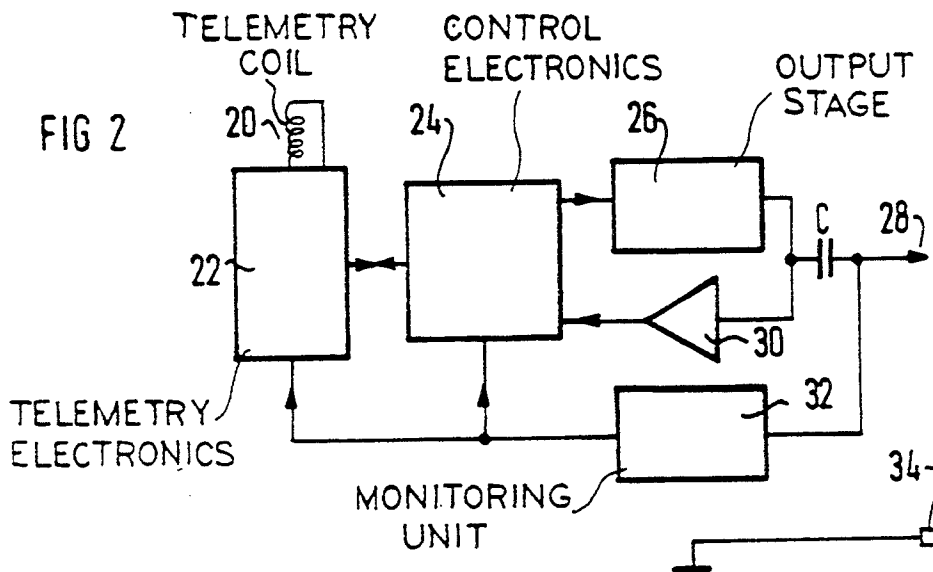 TELEMETRY
COIL
CONTROL
ELECTRONICS
OUTPUT
STAGE
FIG 2
20
24
26
C
28
22
30
32
TELEMETRY
ELECTRONICS
MONITORING
UNIT
34